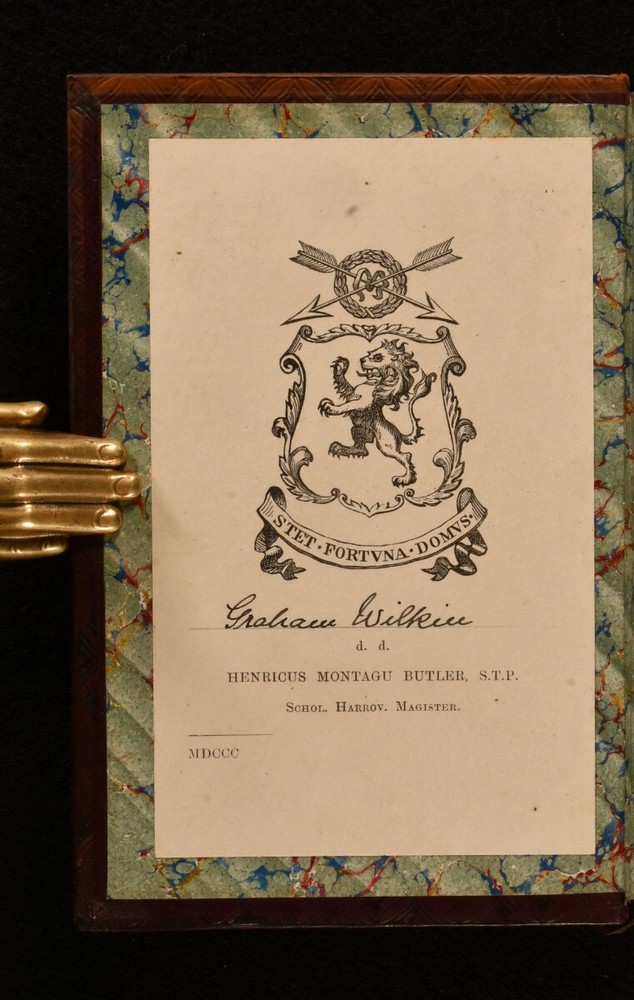 STET · FORTVNA · DOMVS ·
Graham Wilkin
d. d.
HENRICUS MONTAGU BUTLER, S.T.P.
SCHOL. HARROV. MAGISTER.
MDCCC